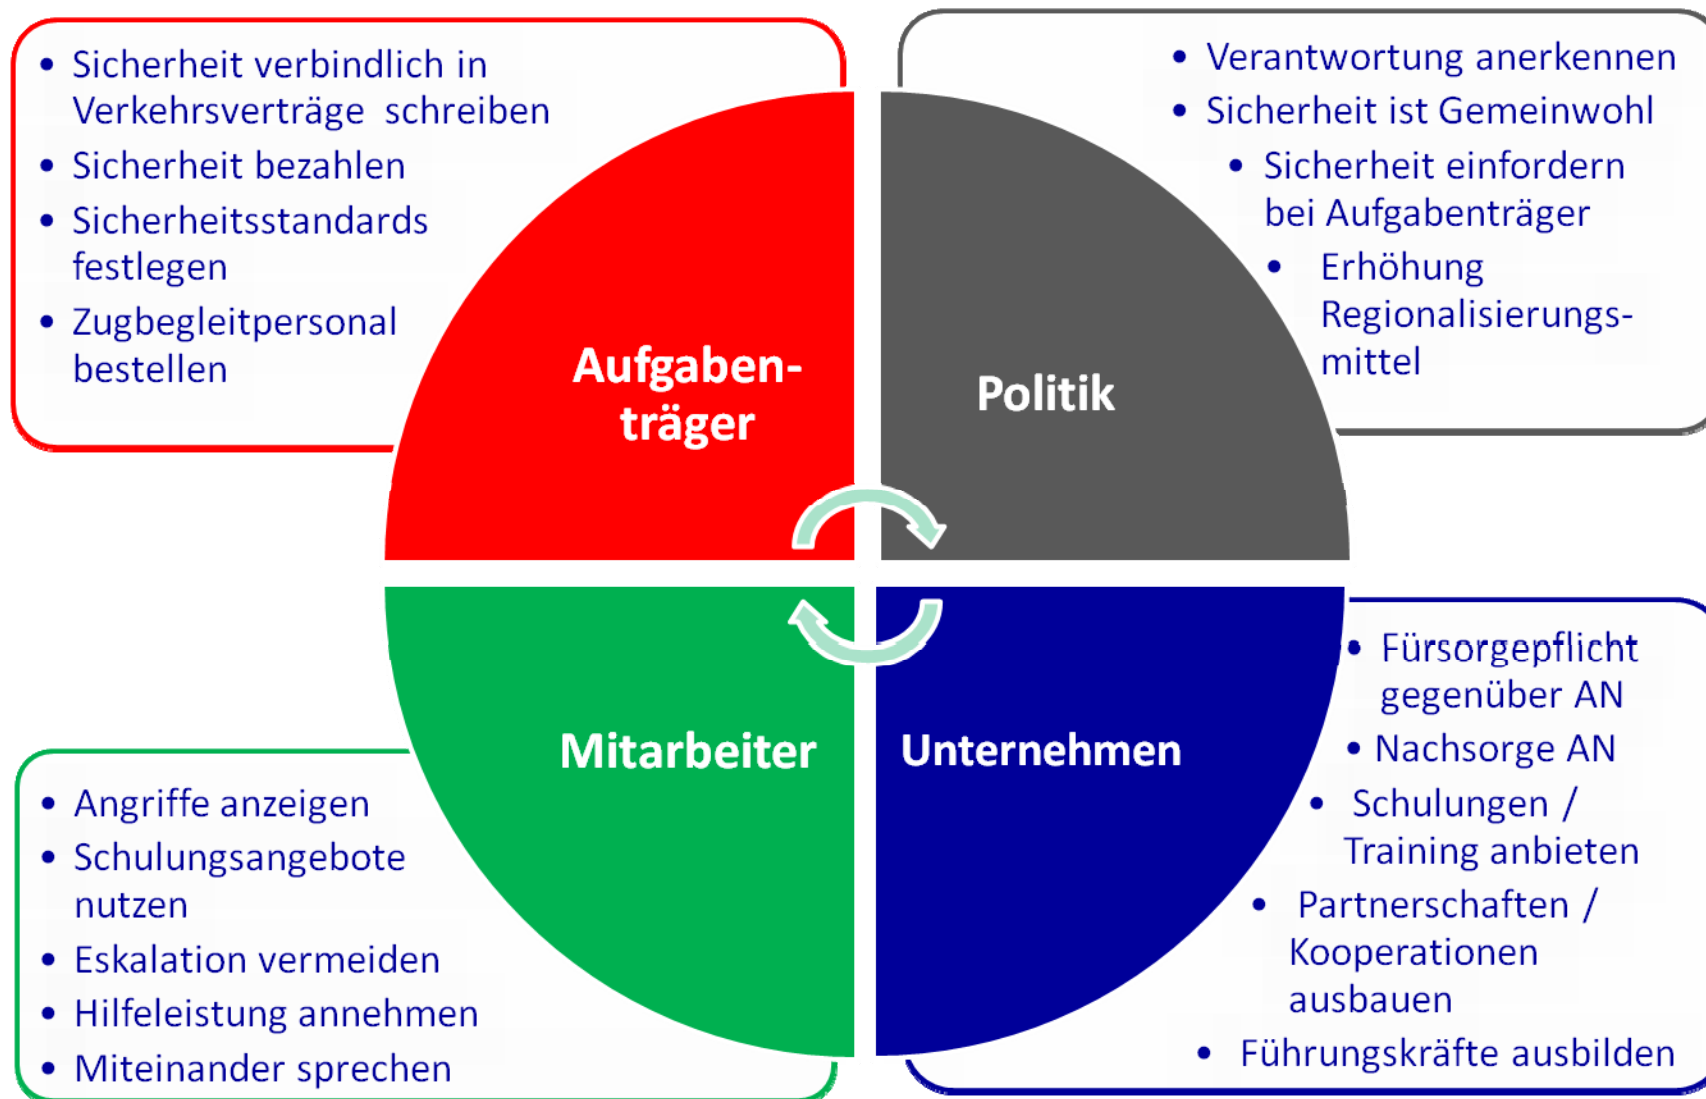 • Sicherheit verbindlich in
Verkehrsverträge schreiben
• Sicherheit bezahlen
• Sicherheitsstandards
festlegen
• Zugbegleitpersonal
bestellen
• Verantwortung anerkennen
• Sicherheit ist Gemeinwohl
• Sicherheit einfordern
bei Aufgabenträger
• Erhöhung
Regionalisierungs-
mittel
Aufgaben-
träger
Politik
Mitarbeiter
Unternehmen
• Angriffe anzeigen
• Schulungsangebote
nutzen
• Eskalation vermeiden
• Hilfeleistung annehmen
• Miteinander sprechen
• Fürsorgepflicht
gegenüber AN
• Nachsorge AN
• Schulungen /
Training anbieten
• Partnerschaften /
Kooperationen
ausbauen
• Führungskräfte ausbilden